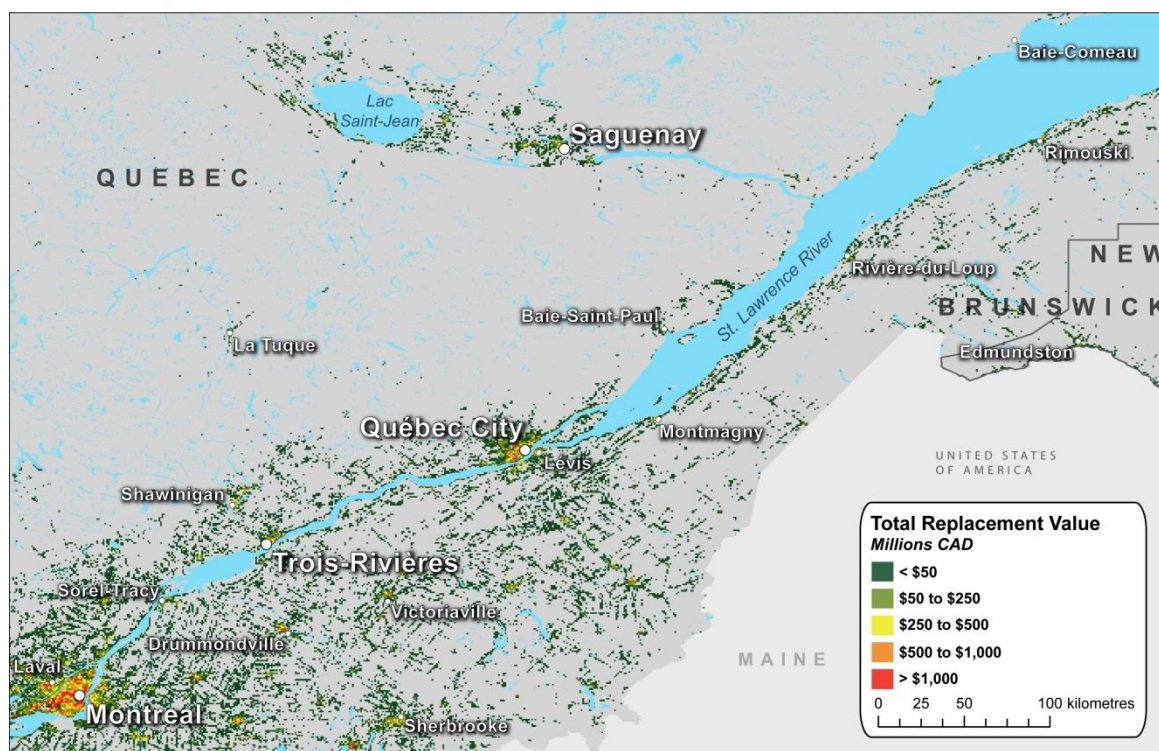 Baie-Comeau
Lac
Saint-Jean
Saguenay
Rimouski
QUEBEC
St. Lawrence River
Rivière-du-Loup
NEW
BRUNSWICK
Baie-Saint-Paul
La Tuque
Edmundston
Québec City
Montmagny
Lévis
UNITED STATES
OF AMERICA
Shawinigan
Trois-Rivières
Sorel-Tracy
Victoriaville
Drummondville
MAINE
Laval
Montreal
Sherbrooke
Total Replacement Value
Millions CAD
< $50
$50 to $250
$250 to $500
$500 to $1,000
> $1,000
0 25 50 100 kilometres